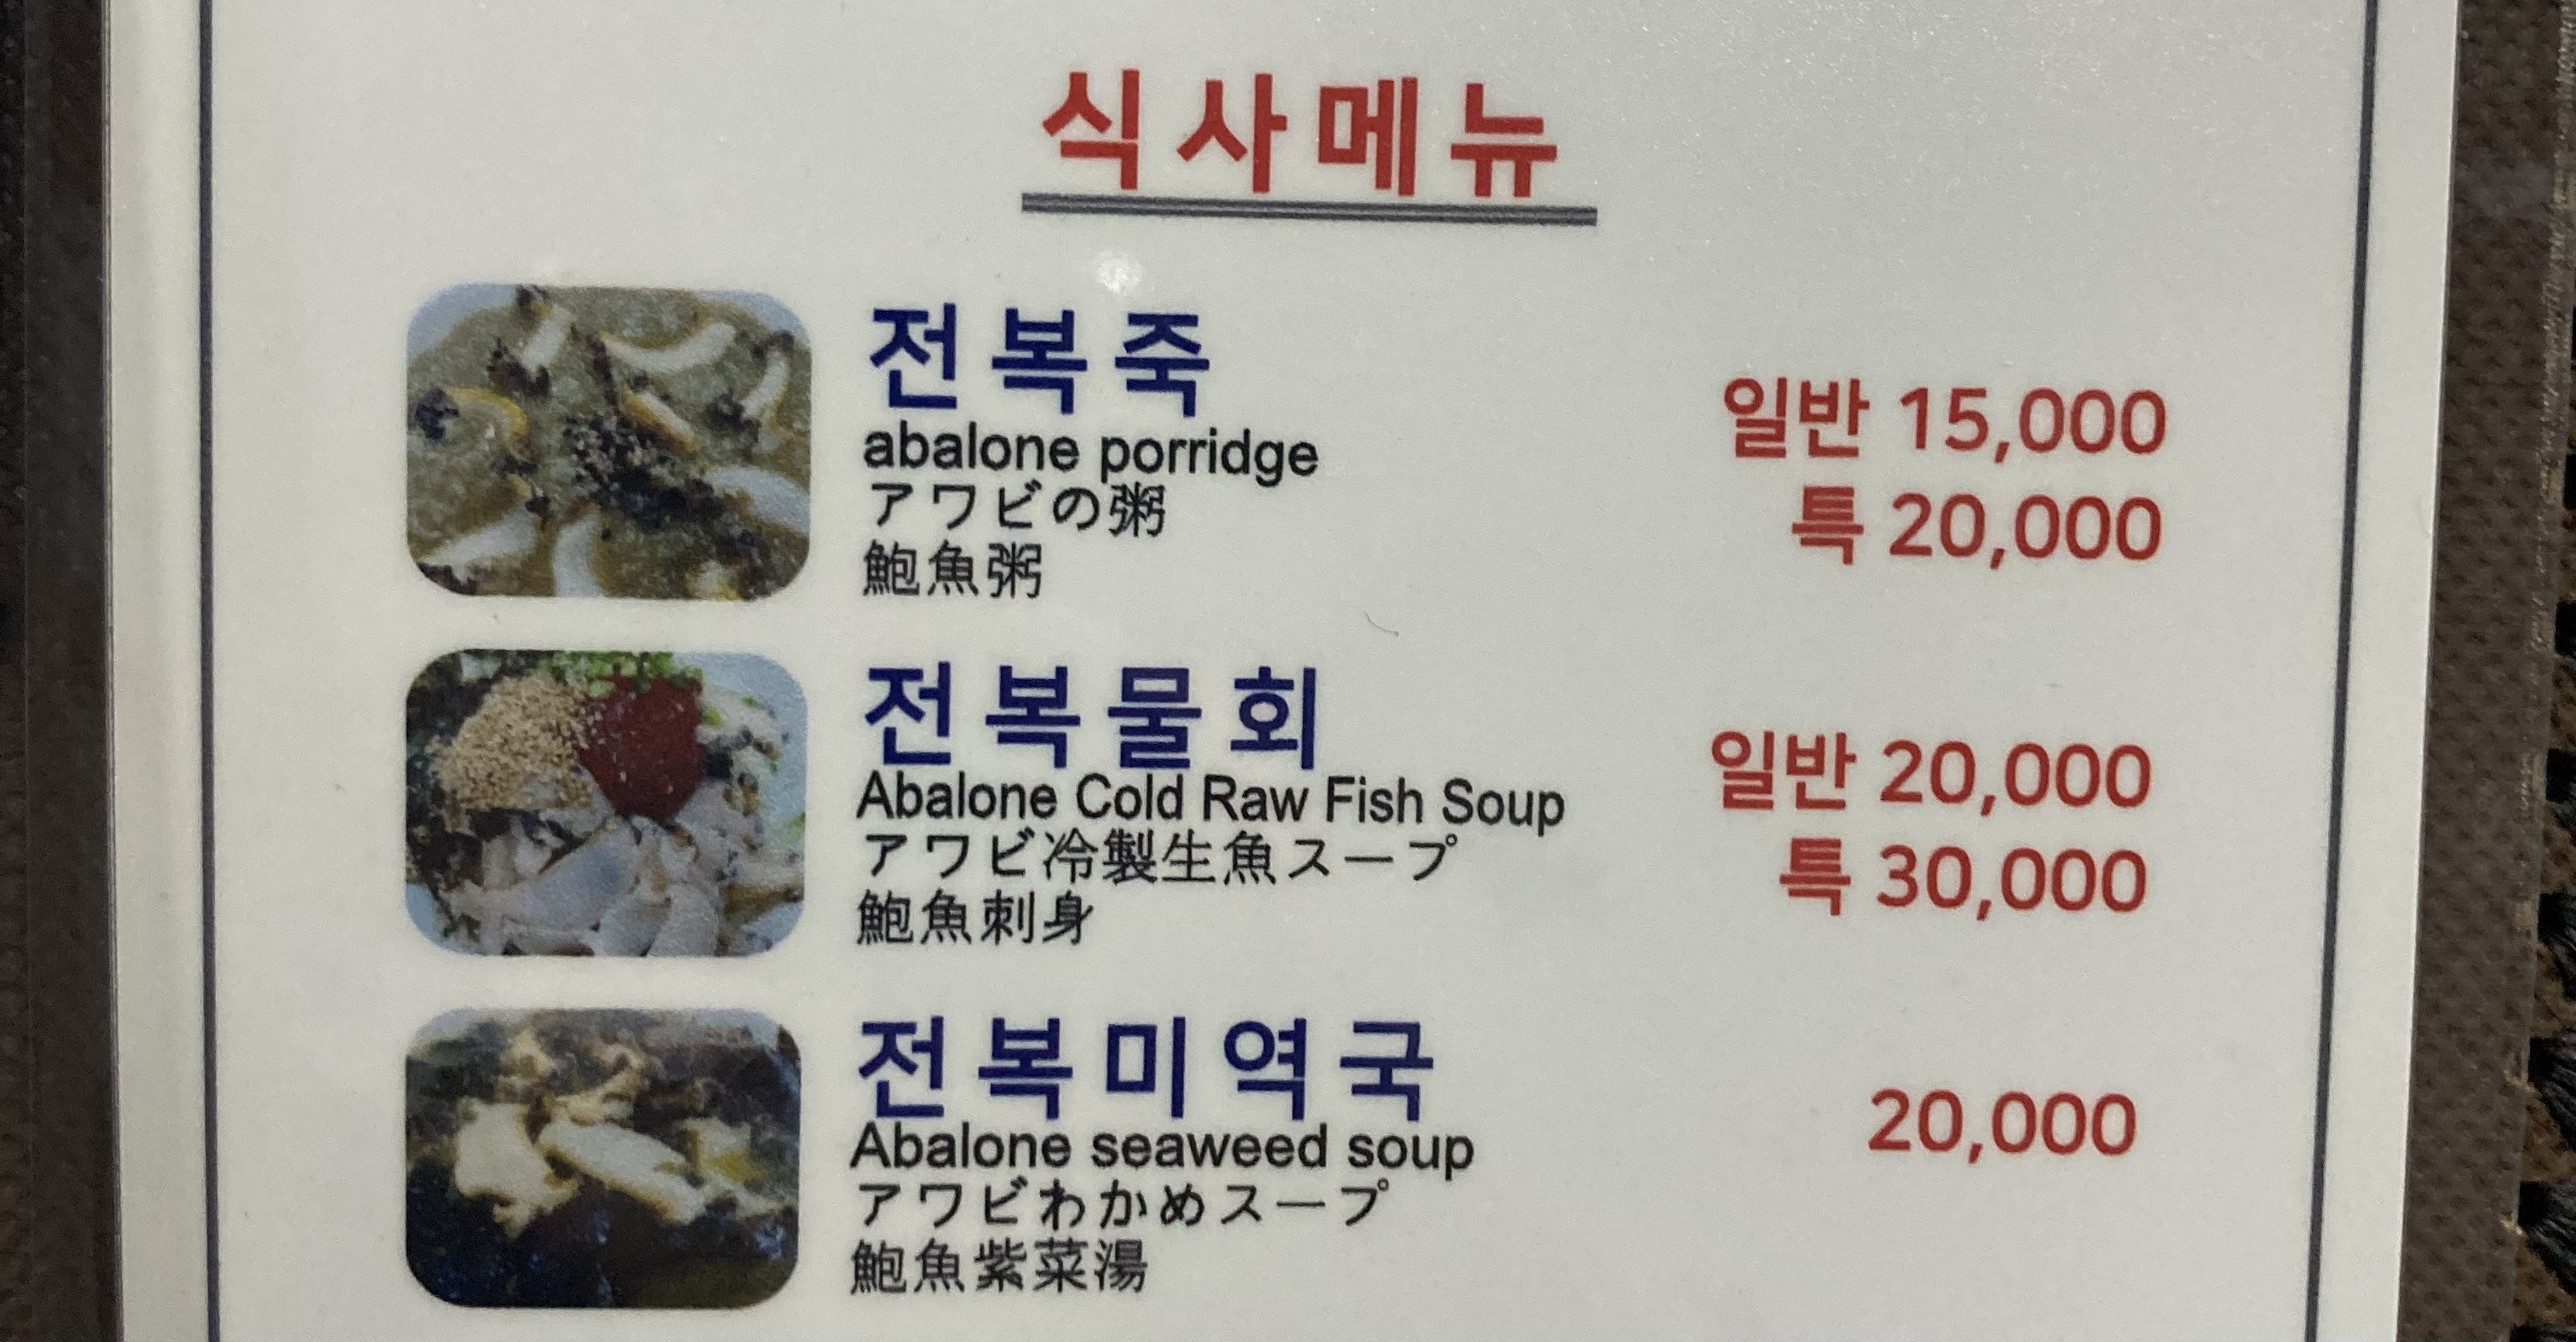 식사메뉴
전복죽
abalone porridge
アワビの粥
鮑魚粥
일반 15,000
특 20,000
전복물회
Abalone Cold Raw Fish Soup
アワビ冷製生魚スープ
鮑魚刺身
일반 20,000
특 30,000
전복미역국
Abalone seaweed soup
アワビわかめスープ
鮑魚紫菜湯
20,000